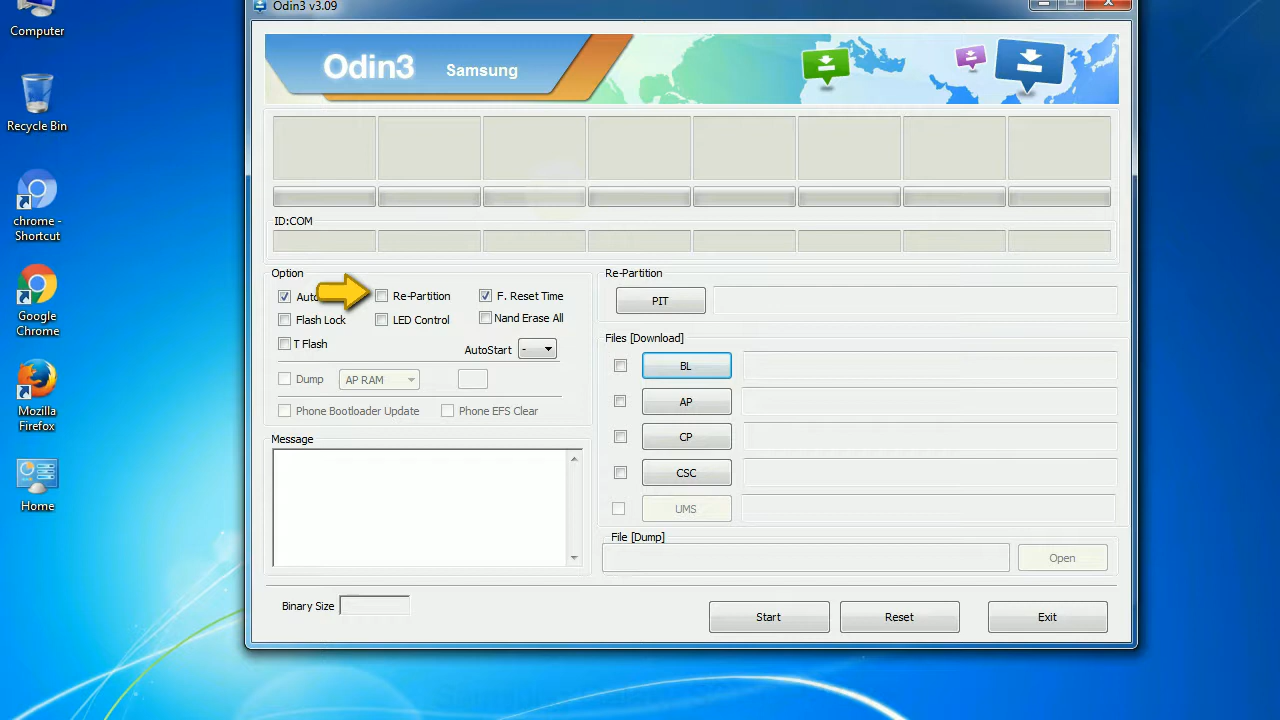 Computer
Recycle Bin
chrome -
Shortcut
Google
Chrome
Mozilla
Firefox
Home
Odin3 v3.09
Odin3 Samsung
ID:COM
Option
Auto
Re-Partition
F. Reset Time
Flash Lock
LED Control
Nand Erase All
T Flash
AutoStart -
Dump AP RAM
Phone Bootloader Update
Phone EFS Clear
Message
Binary Size
Re-Partition
PIT
Files [Download]
BL
AP
CP
CSC
UMS
File [Dump]
Open
Start
Reset
Exit